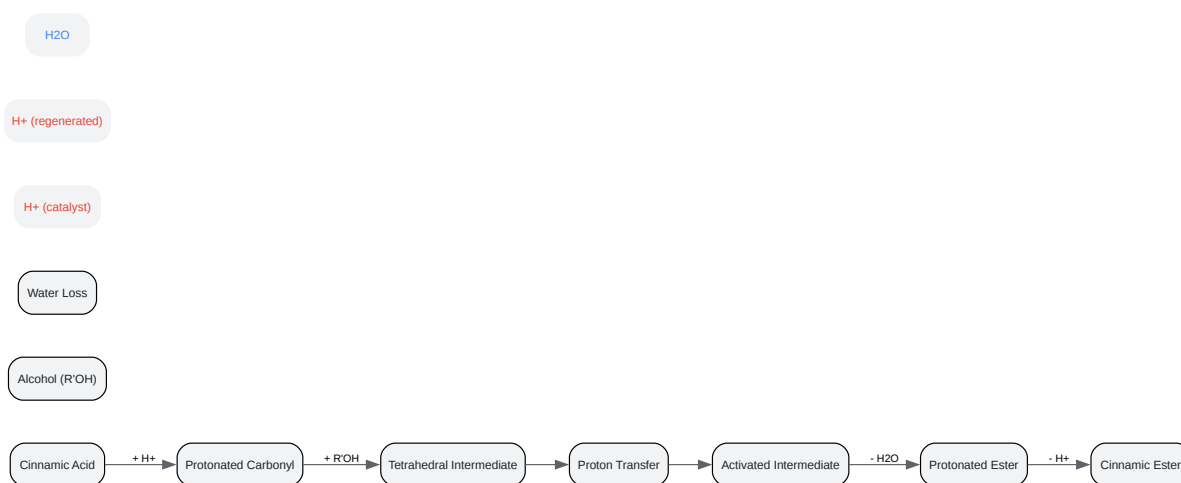 H2O
H+ (regenerated)
H+ (catalyst)
Water Loss
Alcohol (R'OH)
Cinnamic Acid
+ H+
Protonated Carbonyl
+ R'OH
Tetrahedral Intermediate
Proton Transfer
Activated Intermediate
- H2O
Protonated Ester
- H+
Cinnamic Ester